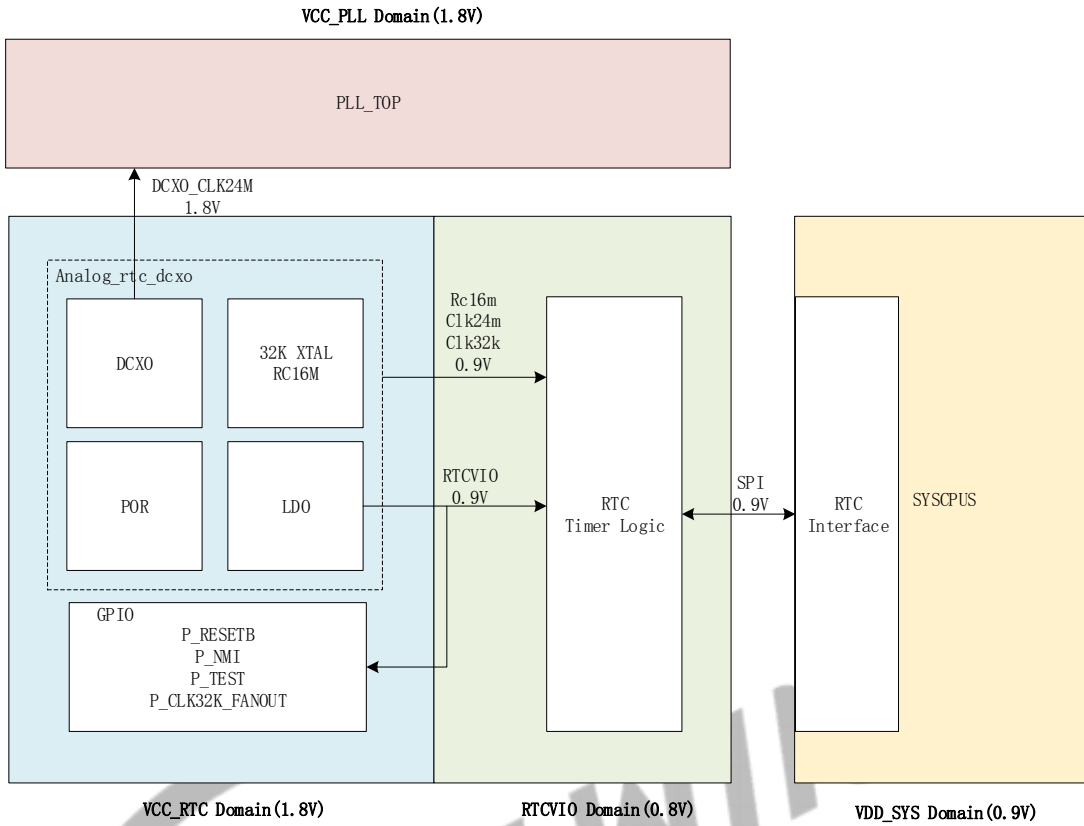 VCC_PLL Domain(1.8V)
PLL_TOP
DCXO_CLK24M
1.8V
Analog_rtc_dcxo
DCXO
32K XTAL
RC16M
POR
LDO
Rc16m
Clk24m
Clk32k
0.9V
RTCVIO
0.9V
RTC
Timer Logic
SPI
0.9V
RTC
Interface
SYSCPUS
GPIO
P_RESETB
P_NMI
P_TEST
P_CLK32K_FANOUT
VCC_RTC Domain(1.8V)
RTCVIO Domain(0.8V)
VDD_SYS Domain(0.9V)